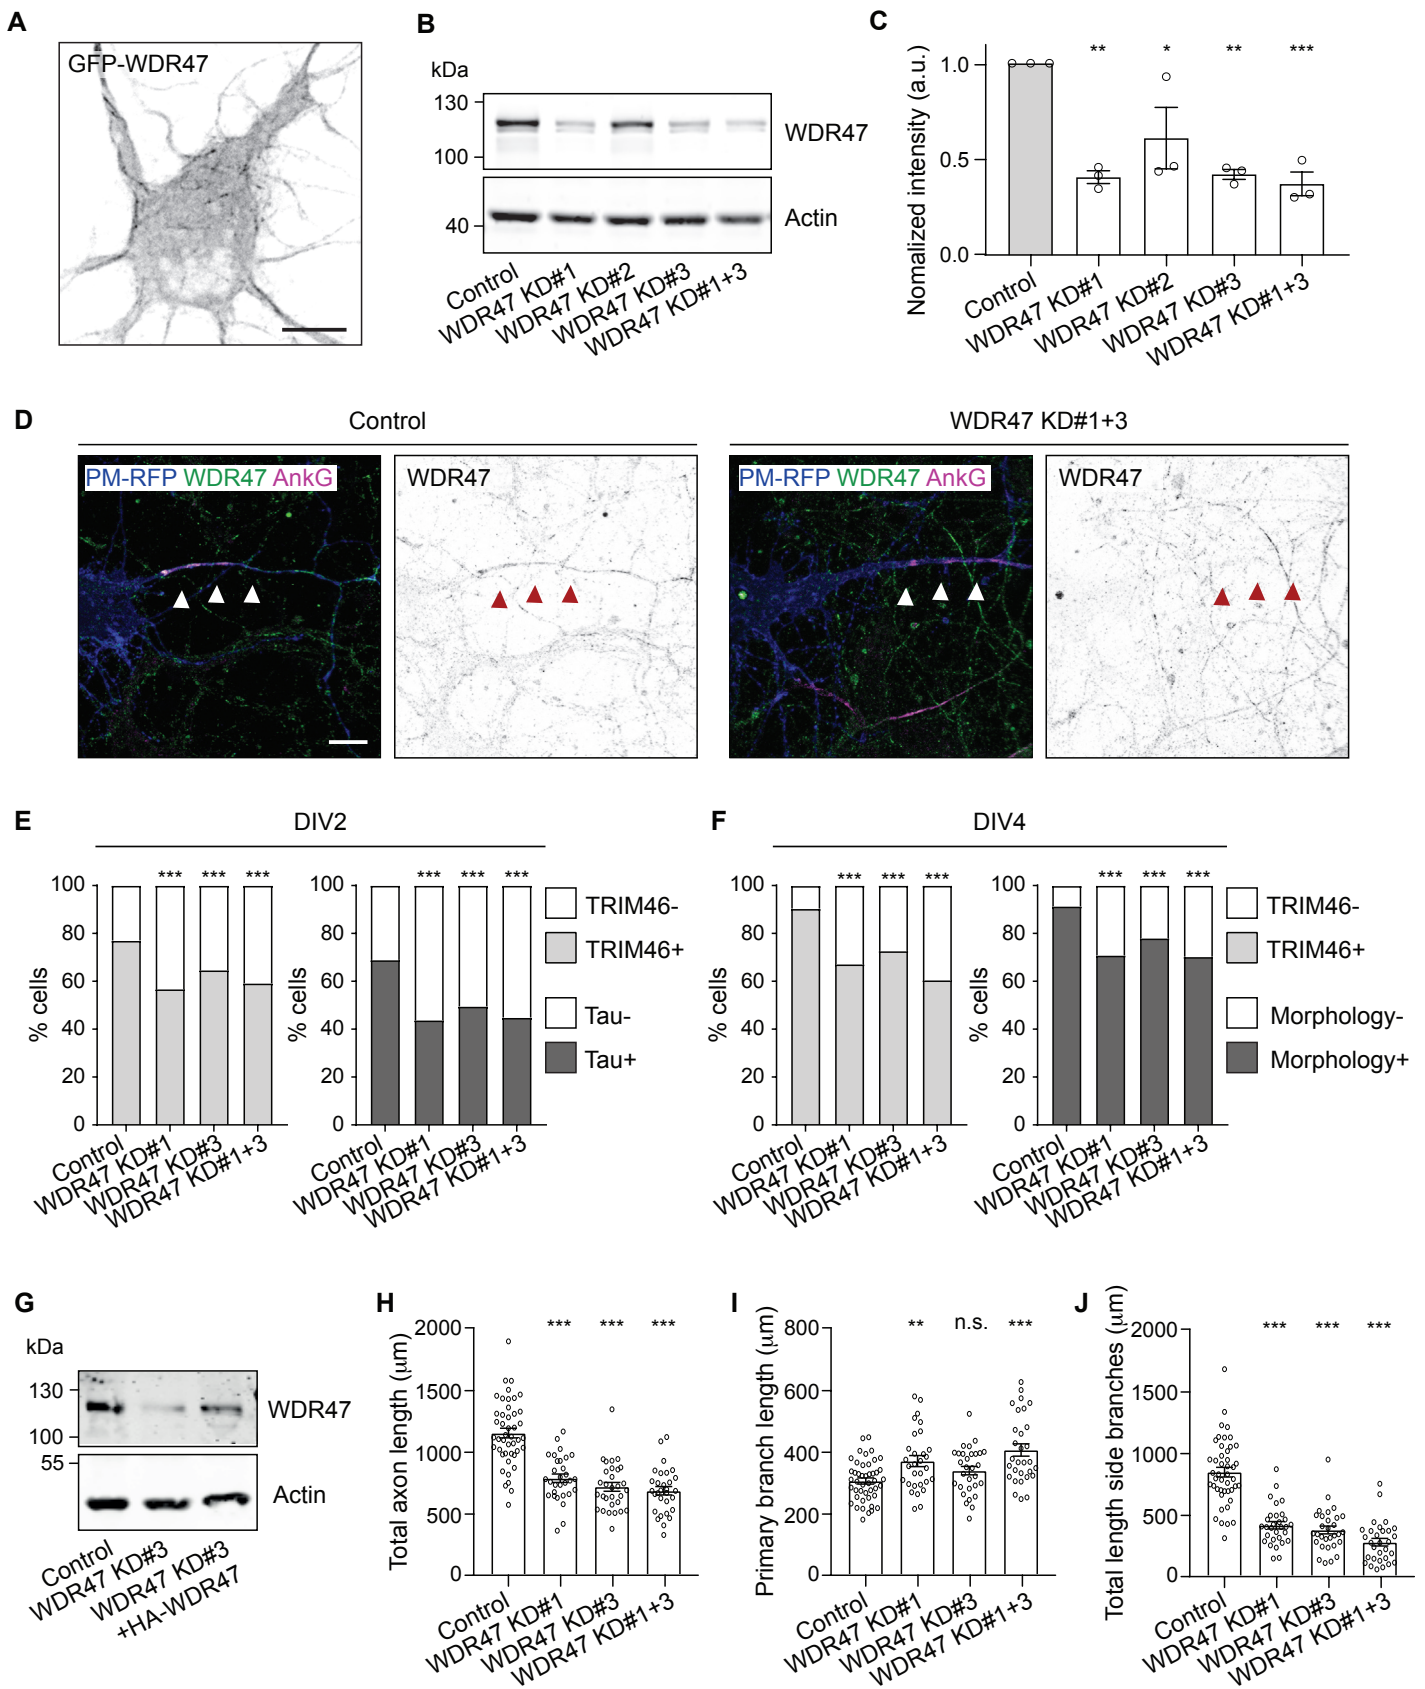 A
GFP-WDR47
B
kDa
130
100
40
WDR47
Actin
Control
WDR47 KD#1
WDR47 KD#2
WDR47 KD#3
WDR47 KD#1+3
C
Nomalized intensity (a.u.)
1.0
0.5
0.0
** * ** ***
Control
WDR47 KD#1
WDR47 KD#2
WDR47 KD#3
WDR47 KD#1+3
D
Control
WDR47 KD#1+3
PM-RFP WDR47 AnkG
WDR47
PM-RFP WDR47 AnkG
WDR47
E
DIV2
% cells
100
80
60
40
20
0
*** *** ***
Control
WDR47 KD#1
WDR47 KD#3
WDR47 KD#1+3
% cells
100
80
60
40
20
0
*** *** ***
Control
WDR47 KD#1
WDR47 KD#3
WDR47 KD#1+3
TRIM46-
TRIM46+
Tau-
Tau+
F
DIV4
% cells
100
80
60
40
20
0
*** *** ***
Control
WDR47 KD#1
WDR47 KD#3
WDR47 KD#1+3
% cells
100
80
60
40
20
0
*** *** ***
Control
WDR47 KD#1
WDR47 KD#3
WDR47 KD#1+3
TRIM46-
TRIM46+
Morphology-
Morphology+
G
kDa
130
100
55
WDR47
Actin
Control
WDR47 KD#3
WDR47 KD#3
+HA-WDR47
H
Total axon length (μm)
2000
1500
1000
500
0
*** *** ***
Control
WDR47 KD#1
WDR47 KD#3
WDR47 KD#1+3
I
Primary branch length (μm)
800
600
400
200
0
** n.s. ***
Control
WDR47 KD#1
WDR47 KD#3
WDR47 KD#1+3
J
Total length side branches (μm)
2000
1500
1000
500
0
*** *** ***
Control
WDR47 KD#1
WDR47 KD#3
WDR47 KD#1+3